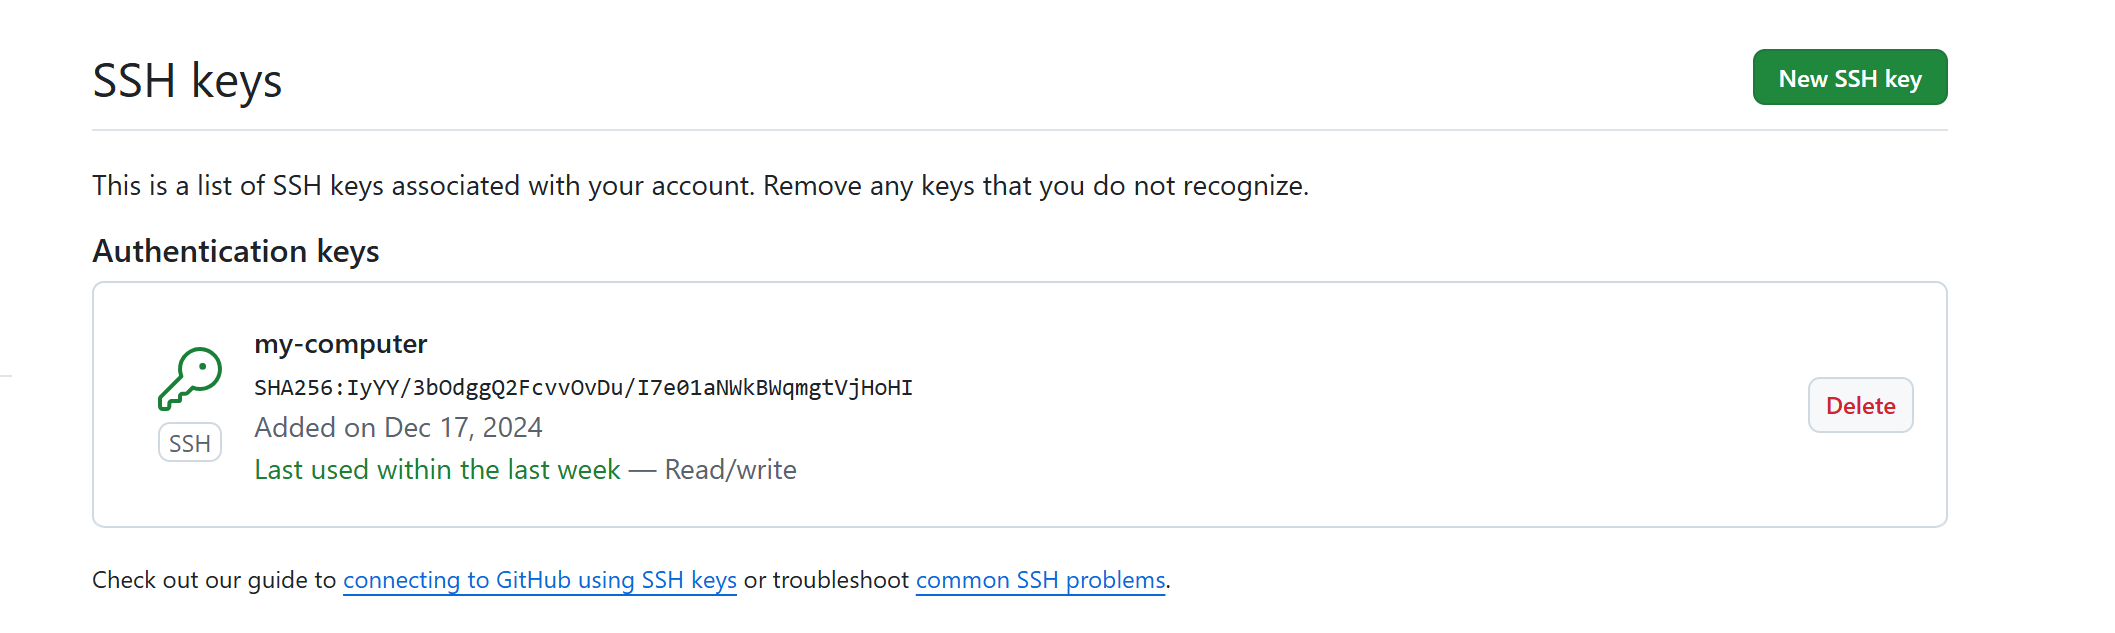 SSH keys
New SSH key
This is a list of SSH keys associated with your account. Remove any keys that you do not recognize.
Authentication keys
my-computer
SHA256:IyYY/3bOdggQ2FcvvOvDu/I7e01aNWkBWqmgtVjHoHI
Added on Dec 17, 2024
Last used within the last week — Read/write
SSH
Delete
Check out our guide to connecting to GitHub using SSH keys or troubleshoot common SSH problems.